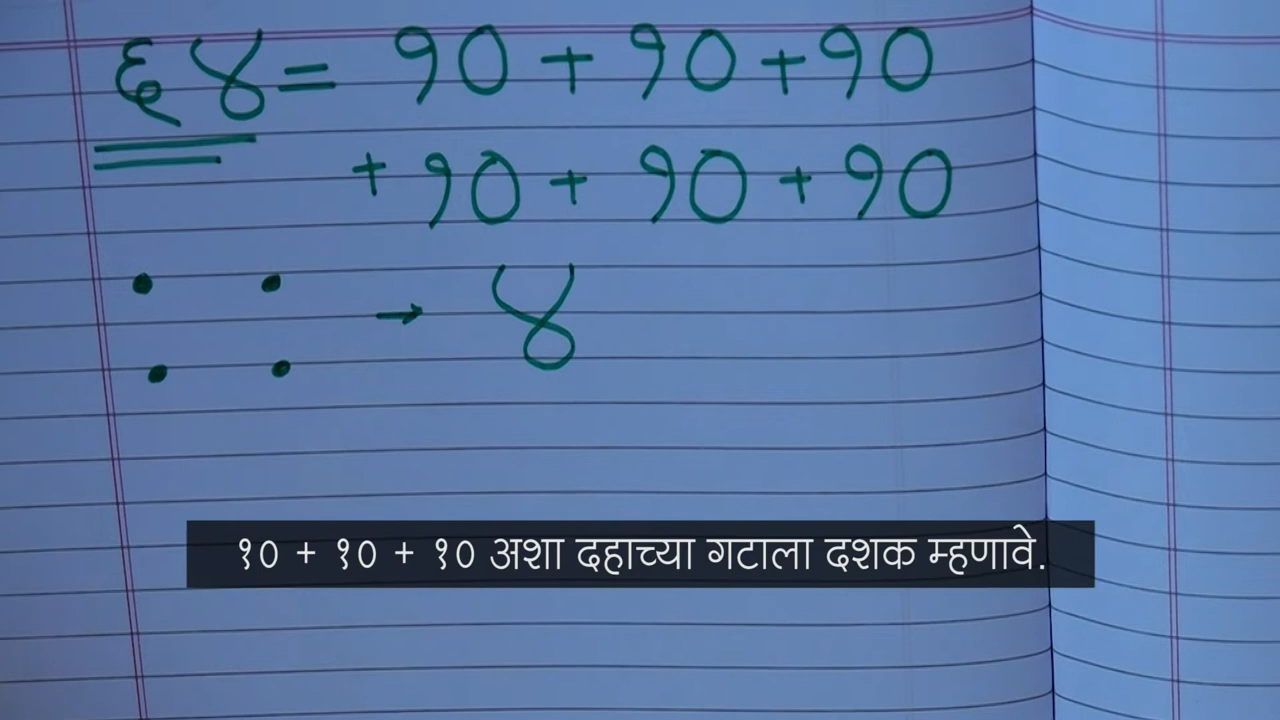 ६४= १० + १० + १०
+ १० + १० + १०
→ ४
१० + १० + १० अशा दहाच्या गटाला दशक म्हणावे.